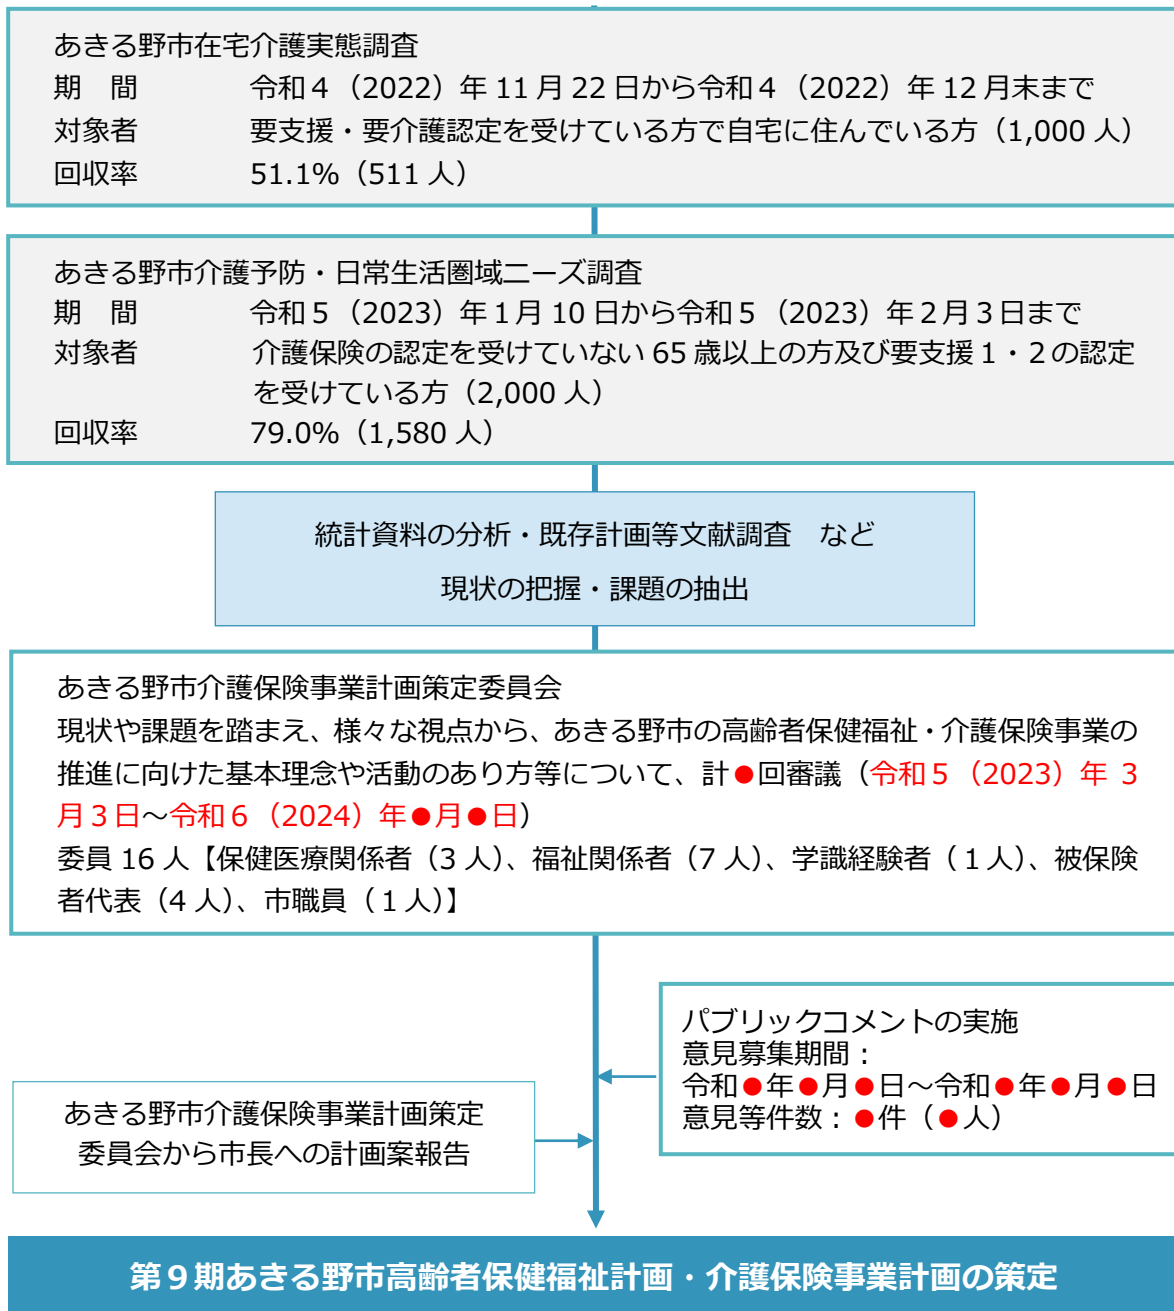 あきる野市在宅介護実態調査
期　間　　　令和４（2022）年 11 月 22 日から令和４（2022）年 12 月末まで
対象者　　　要支援・要介護認定を受けている方で自宅に住んでいる方（1,000 人）
回収率　　　51.1%（511 人）
あきる野市介護予防・日常生活圏域ニーズ調査
期　間　　　令和５（2023）年１月 10 日から令和５（2023）年２月３日まで
対象者　　　介護保険の認定を受けていない 65 歳以上の方及び要支援１・２の認定
を受けている方（2,000 人）
回収率　　　79.0%（1,580 人）
統計資料の分析・既存計画等文献調査　など
現状の把握・課題の抽出
あきる野市介護保険事業計画策定委員会
現状や課題を踏まえ、様々な視点から、あきる野市の高齢者保健福祉・介護保険事業の
推進に向けた基本理念や活動のあり方等について、計●回審議（令和５（2023）年 ３
月３日～令和６（2024）年●月●日）
委員 16 人【保健医療関係者（3 人）、福祉関係者（7 人）、学識経験者（１人）、被保険
者代表（4 人）、市職員（１人）】
パブリックコメントの実施
意見募集期間：
令和●年●月●日～令和●年●月●日
意見等件数：●件（●人）
あきる野市介護保険事業計画策定
委員会から市長への計画案報告
第９期あきる野市高齢者保健福祉計画・介護保険事業計画の策定